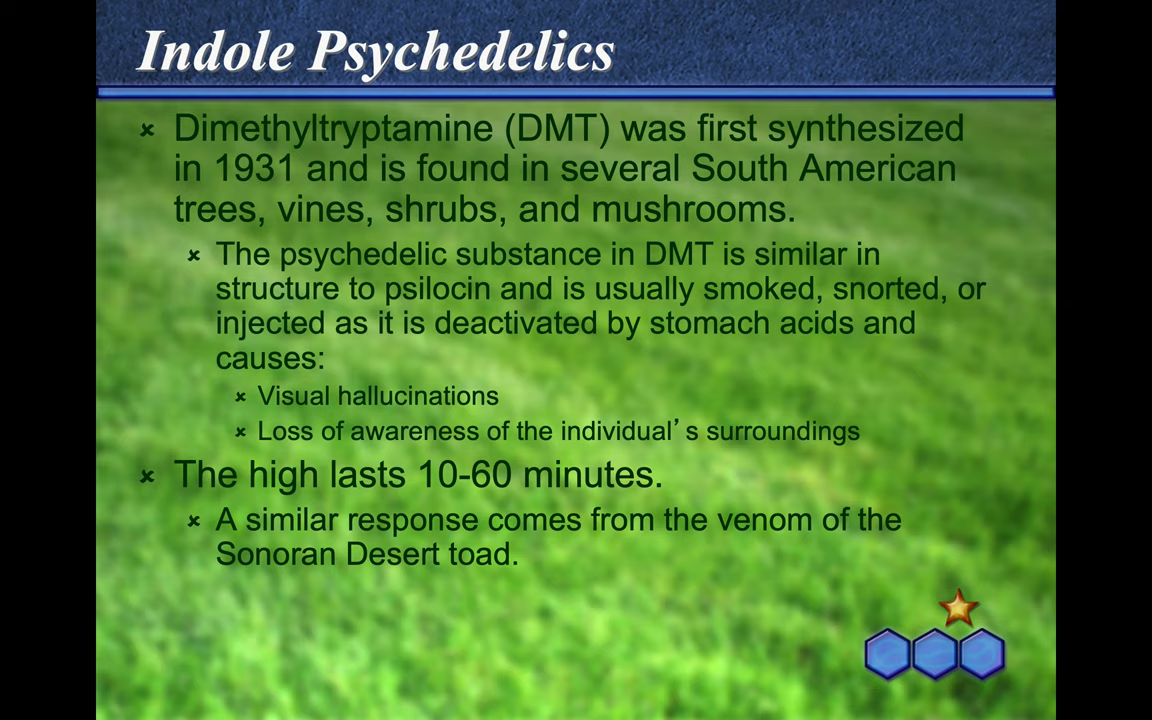 Indole Psychedelics
× Dimethyltryptamine (DMT) was first synthesized
in 1931 and is found in several South American
trees, vines, shrubs, and mushrooms.
× The psychedelic substance in DMT is similar in
structure to psilocin and is usually smoked, snorted, or
injected as it is deactivated by stomach acids and
causes:
× Visual hallucinations
× Loss of awareness of the individual’s surroundings
× The high lasts 10-60 minutes.
× A similar response comes from the venom of the
Sonoran Desert toad.